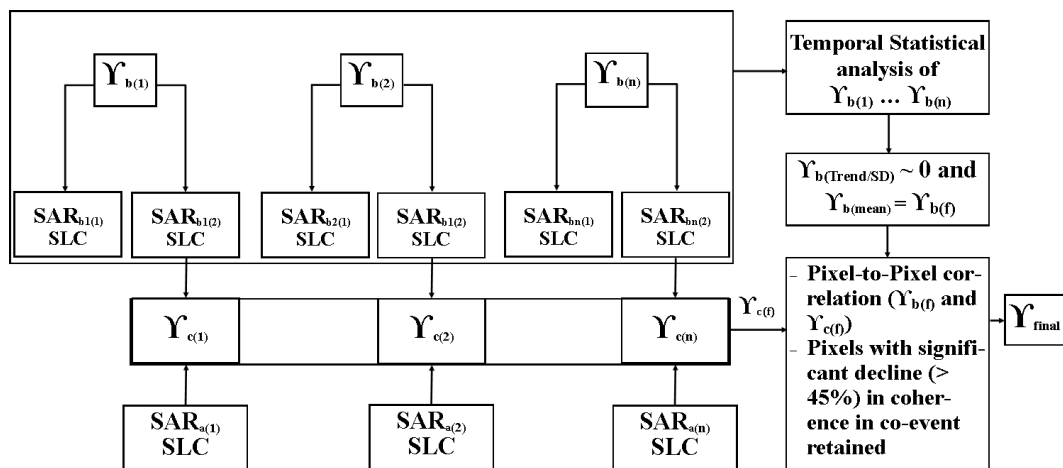 ϒb(1)
ϒb(2)
ϒb(n)
SARb1(1)
SLC
SARb1(2)
SLC
SARb2(1)
SLC
SARb1(2)
SLC
SARbn(1)
SLC
SARbn(2)
SLC
ϒc(1)
ϒc(2)
ϒc(n)
SARa(1)
SLC
SARa(2)
SLC
SARa(n)
SLC
Temporal Statistical
analysis of
ϒb(1) ... ϒb(n)
ϒb(Trend/SD) ~ 0 and
ϒb(mean) = ϒb(f)
ϒc(f)
– Pixel-to-Pixel cor-
relation (ϒb(f) and
ϒc(f))
– Pixels with signifi-
cant decline (>
45%) in coher-
ence in co-event
retained
ϒfinal